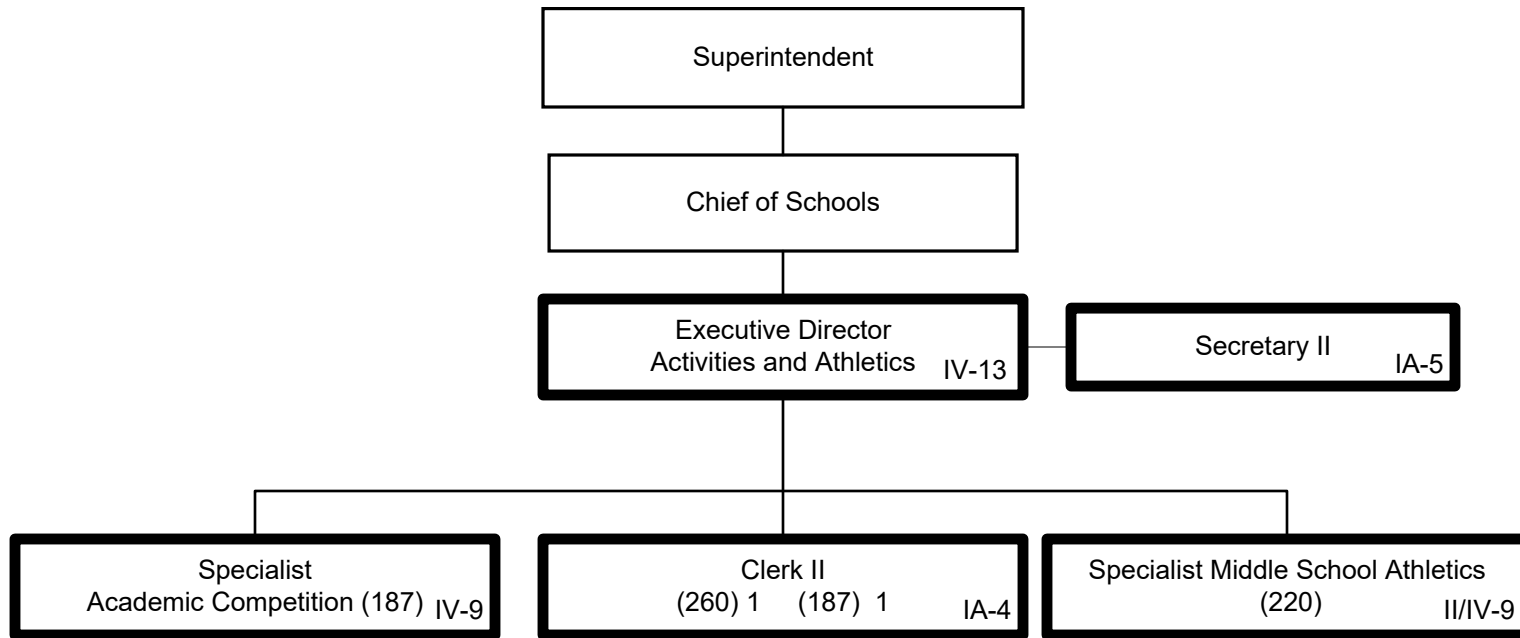 Superintendent
Chief of Schools
Executive Director
Activities and Athletics IV-13
Secretary II
IA-5
Specialist
Academic Competition (187) IV-9
Clerk II
(260) 1 (187) 1
IA-4
Specialist Middle School Athletics
(220)
II/IV-9